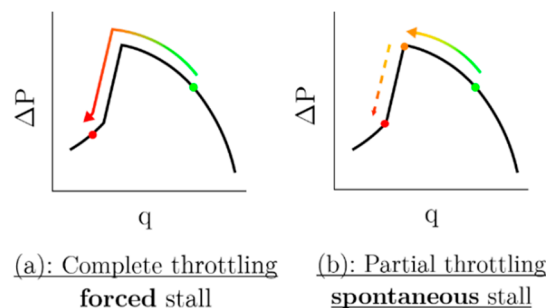 ΔP
q
(a): Complete throttling
forced stall
ΔP
q
(b): Partial throttling
spontaneous stall